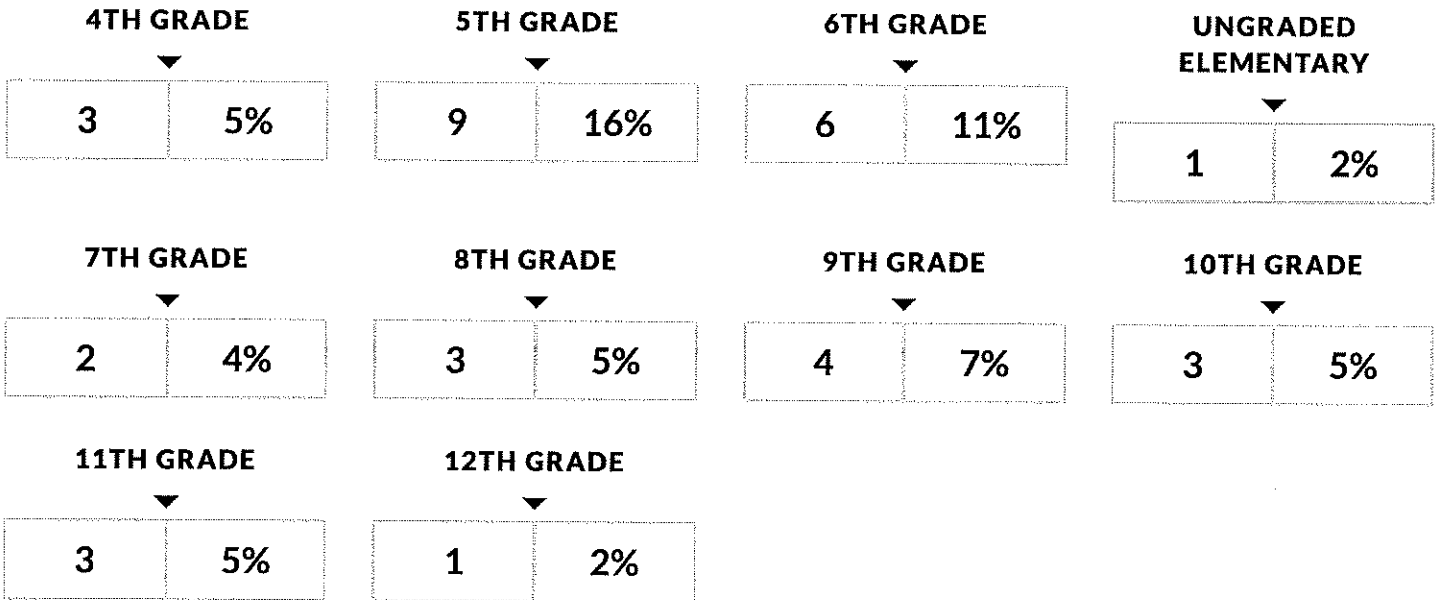 4TH GRADE
3 5%
5TH GRADE
9 16%
6TH GRADE
6 11%
UNGRADED
ELEMENTARY
1 2%
7TH GRADE
2 4%
8TH GRADE
3 5%
9TH GRADE
4 7%
10TH GRADE
3 5%
11TH GRADE
3 5%
12TH GRADE
1 2%